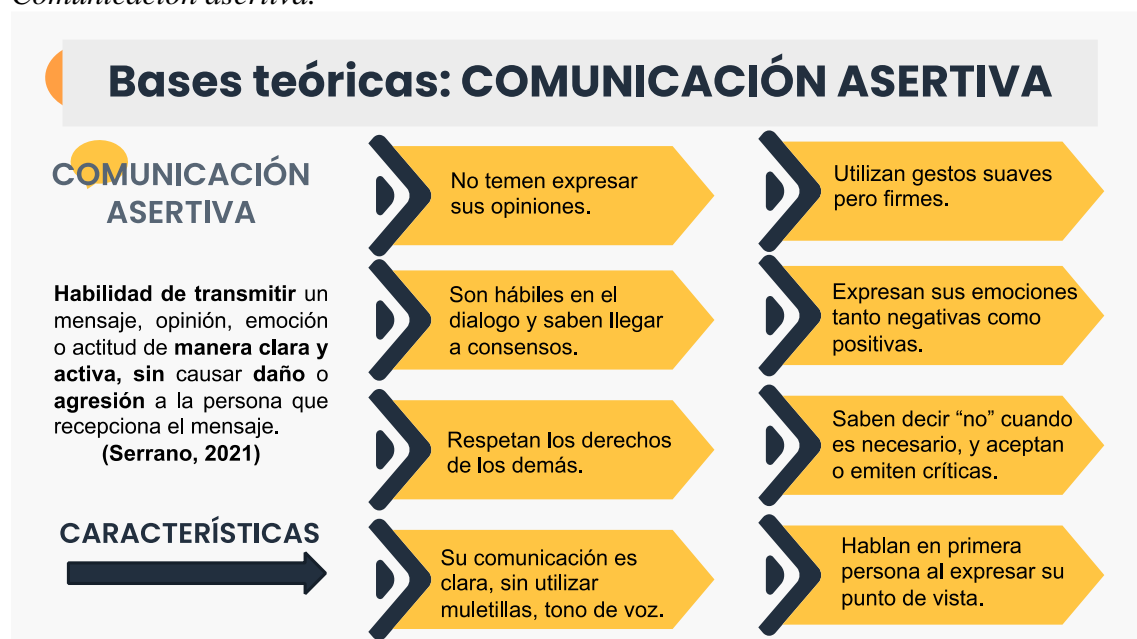 Comunicación asertiva.
Bases teóricas: COMUNICACIÓN ASERTIVA
COMUNICACIÓN
ASERTIVA
Habilidad de transmitir un
mensaje, opinión, emoción
o actitud de manera clara y
activa, sin causar daño o
agresión a la persona que
recepciona el mensaje.
(Serrano, 2021)
CARACTERÍSTICAS
No temen expresar
sus opiniones.
Son hábiles en el
dialogo y saben llegar
a consensos.
Respetan los derechos
de los demás.
Su comunicación es
clara, sin utilizar
muletillas, tono de voz.
Utilizan gestos suaves
pero firmes.
Expresan sus emociones
tanto negativas como
positivas.
Saben decir “no” cuando
es necesario, y aceptan
o emiten críticas.
Hablan en primera
persona al expresar su
punto de vista.